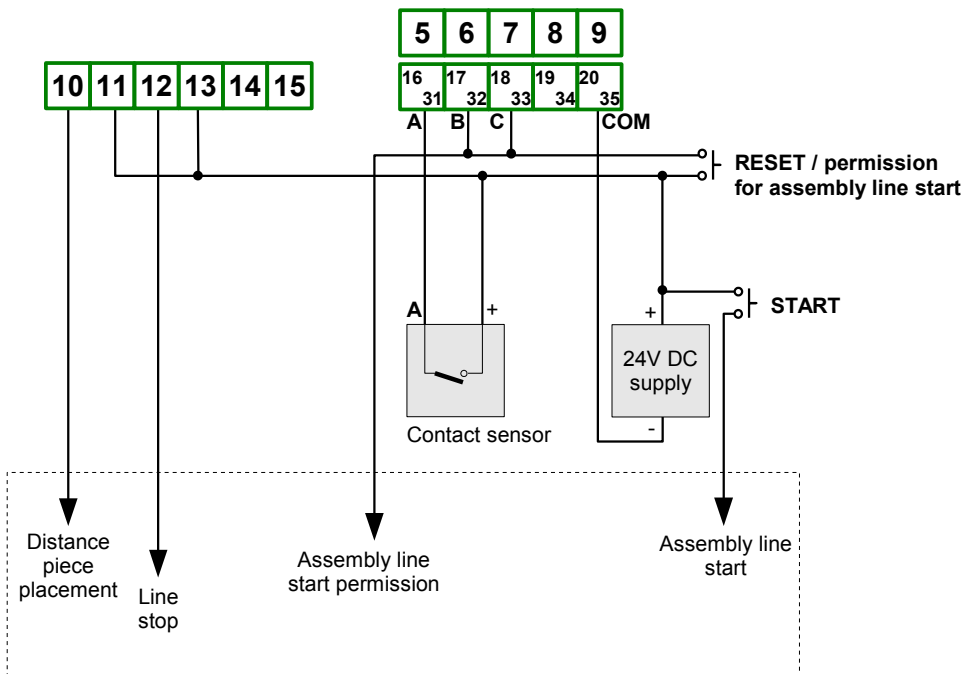 5 6 7 8 9
10 11 12 13 14 15
16 17 18 19 20
31 32 33 34 35
A B C COM
RESET / permission
for assembly line start
A +
+
START
24V DC
supply
-
Contact sensor
Distance
piece
placement
Line
stop
Assembly line
start permission
Assembly line
start